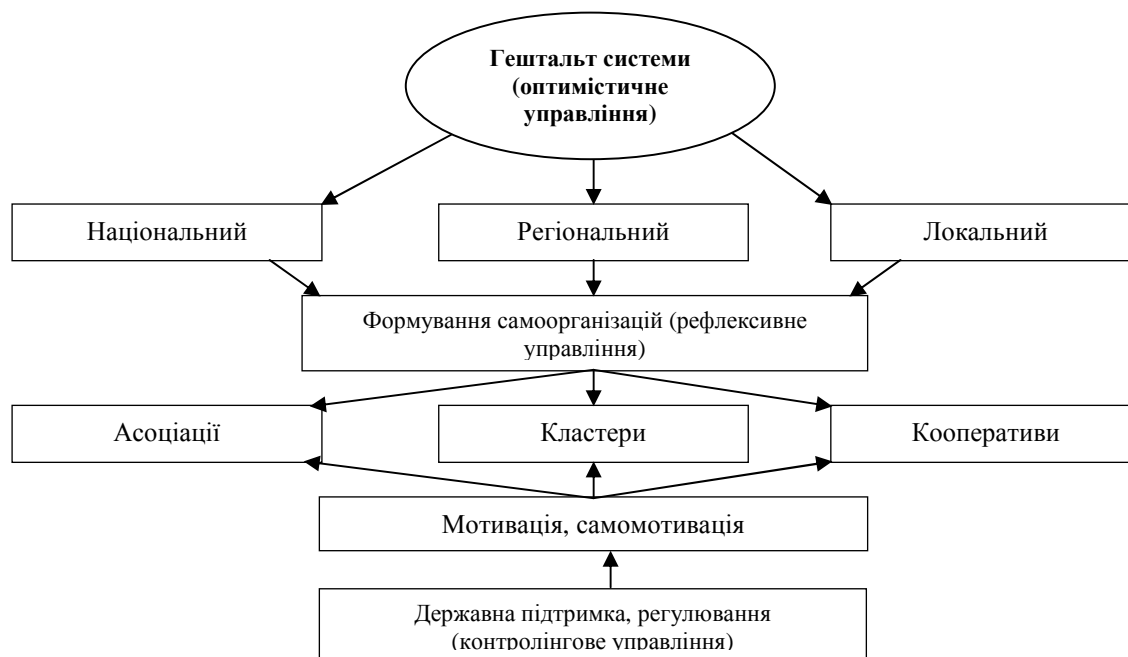 Гештальт системи
(оптимістичне
управління)
Національний
Регіональний
Локальний
Формування самоорганізацій (рефлексивне
управління)
Асоціації
Кластери
Кооперативи
Мотивація, самомотивація
Державна підтримка, регулювання
(контролінгове управління)